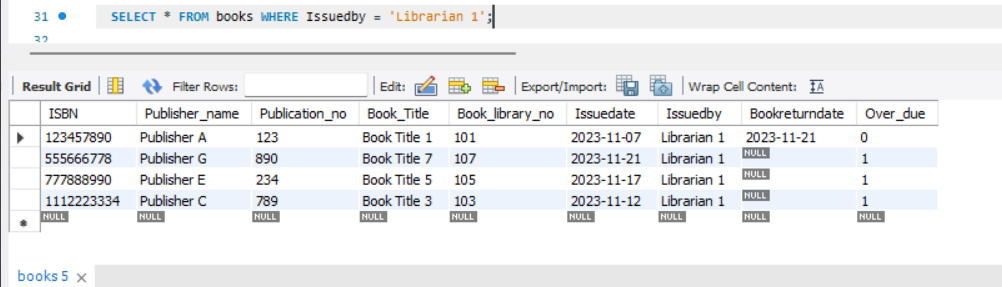 31 SELECT * FROM books WHERE Issuedby = 'Librarian 1';
32
Result Grid Filter Rows: Edit: Export/Import: Wrap Cell Content:
ISBN Publisher_name Publication_no Book_Title Book_library_no Issuedate Issuedby Bookreturndate Over_due
123457890 Publisher A 123 Book Title 1 101 2023-11-07 Librarian 1 2023-11-21 0
555666778 Publisher G 890 Book Title 7 107 2023-11-21 Librarian 1 NULL 1
777888990 Publisher E 234 Book Title 5 105 2023-11-17 Librarian 1 NULL 1
1112223334 Publisher C 789 Book Title 3 103 2023-11-12 Librarian 1 NULL 1
NULL NULL NULL NULL NULL NULL NULL NULL NULL
books 5